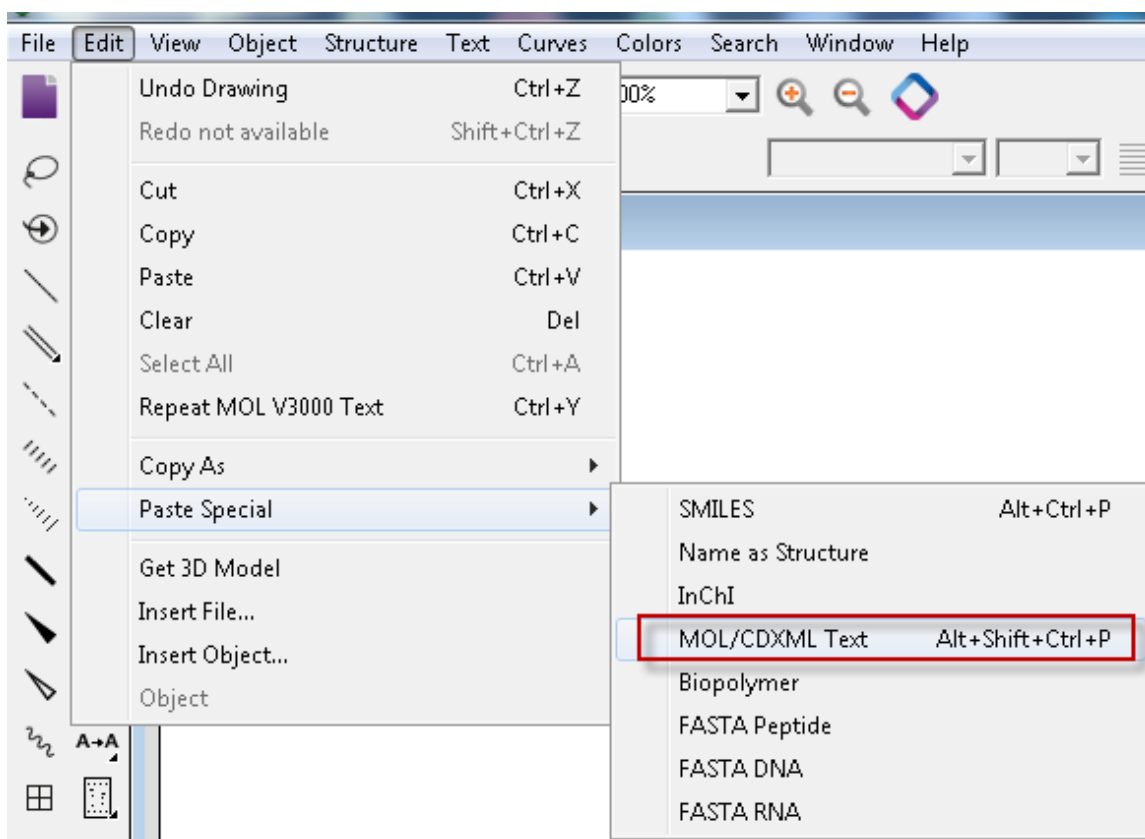 File Edit View Object Structure Text Curves Colors Search Window Help
Undo Drawing Ctrl+Z
Redo not available Shift+Ctrl+Z
Cut Ctrl+X
Copy Ctrl+C
Paste Ctrl+V
Clear Del
Select All Ctrl+A
Repeat MOL V3000 Text Ctrl+Y
Copy As
Paste Special
Get 3D Model
Insert File...
Insert Object...
Object
00%
SMILES Alt+Ctrl+P
Name as Structure
InChI
MOL/CDXML Text Alt+Shift+Ctrl+P
Biopolymer
FASTA Peptide
FASTA DNA
FASTA RNA
A→A